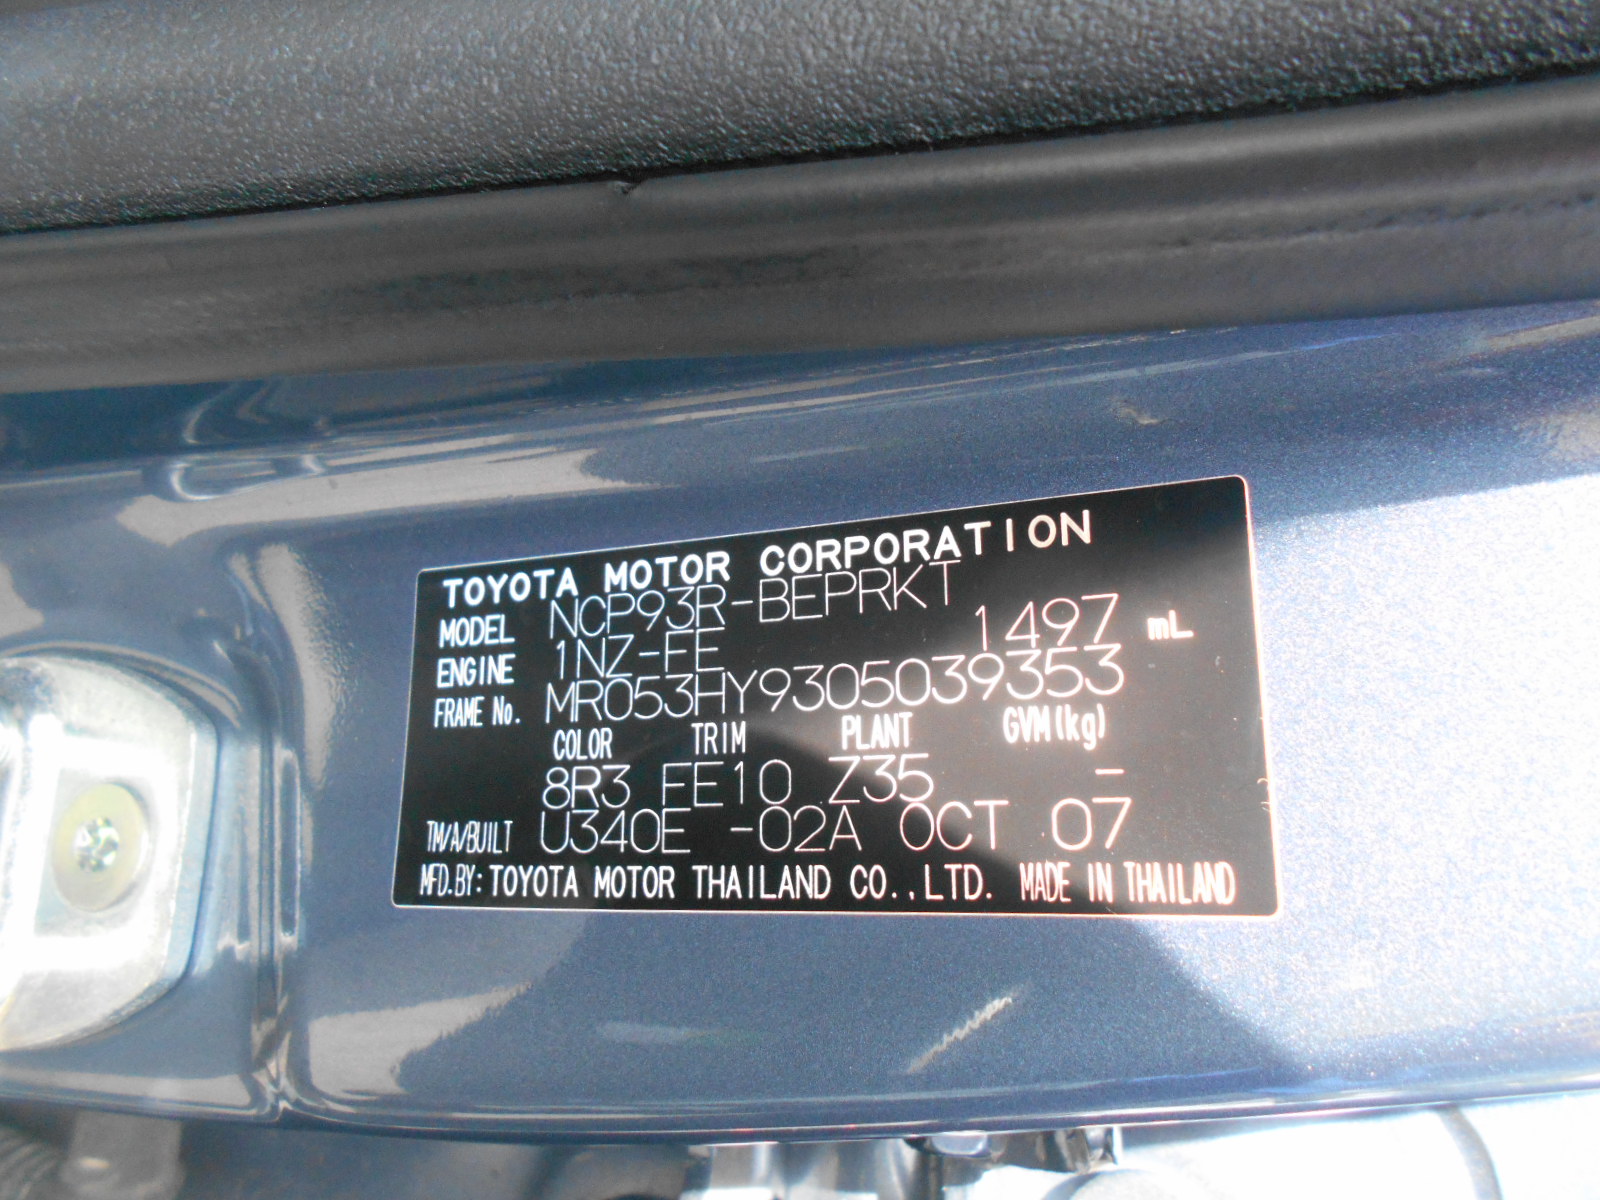 TOYOTA MOTOR CORPORATION
MODEL NCP93R-BEPRKT
ENGINE 1NZ-FE 1497 mL
FRAME No. MR053HY9305039353
COLOR TRIM PLANT GVM(kg)
8R3 FE10 Z35 -
TM/A/BUILT U340E -02A OCT 07
MFD.BY: TOYOTA MOTOR THAILAND CO.,LTD. MADE IN THAILAND